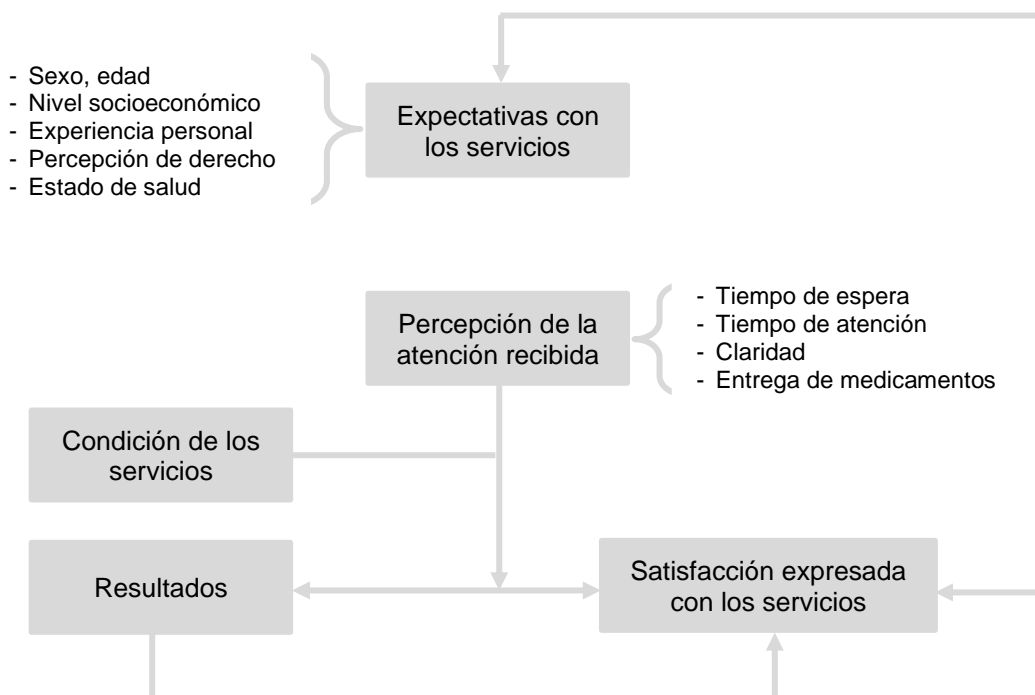 - Sexo, edad
- Nivel socioeconómico
- Experiencia personal
- Percepción de derecho
- Estado de salud
Expectativas con
los servicios
Percepción de la
atención recibida
- Tiempo de espera
- Tiempo de atención
- Claridad
- Entrega de medicamentos
Condición de los
servicios
Resultados
Satisfacción expresada
con los servicios